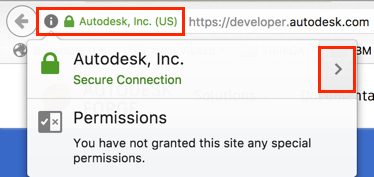 Autodesk, Inc. (US) https://developer.autodesk.com
Autodesk, Inc.
Secure Connection
Permissions
You have not granted this site any special
permissions.